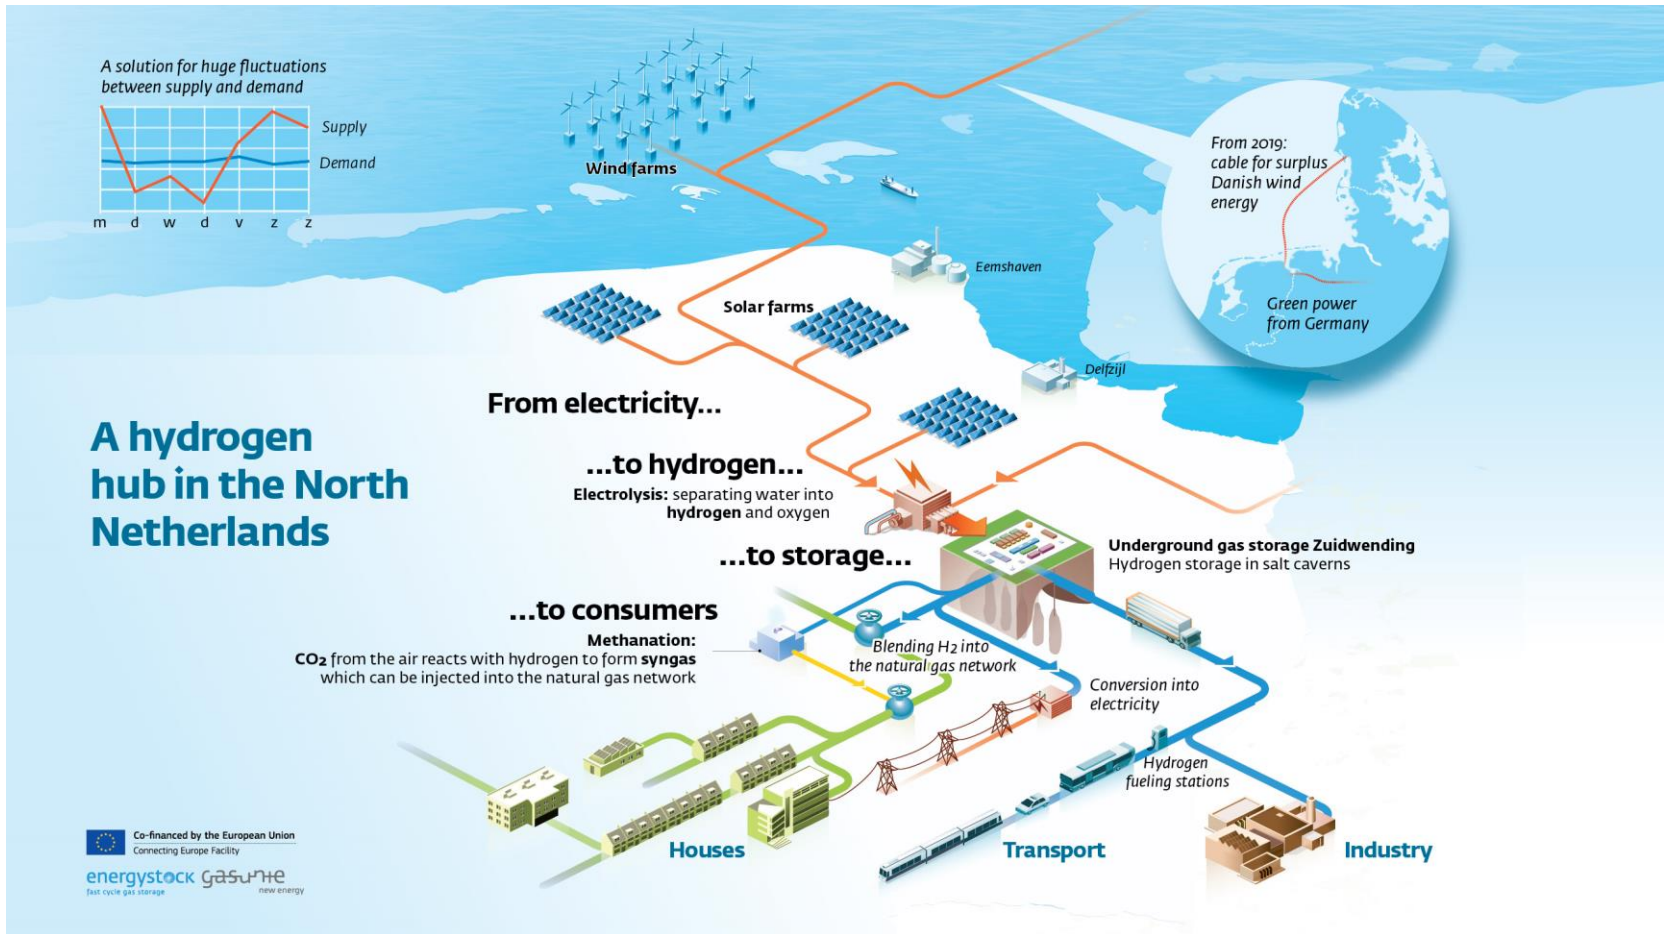 A solution for huge fluctuations
between supply and demand
Supply
Demand
m d w d v z z
Wind farms
From 2019:
cable for surplus
Danish wind
energy
Green power
from Germany
Eemshaven
Solar farms
Delfzijl
A hydrogen
hub in the North
Netherlands
From electricity...
...to hydrogen...
Electrolysis: separating water into
hydrogen and oxygen
...to storage...
Underground gas storage Zuidwending
Hydrogen storage in salt caverns
...to consumers
Methanation:
CO₂ from the air reacts with hydrogen to form syngas
which can be injected into the natural gas network
Blending H₂ into
the natural gas network
Conversion into
electricity
Hydrogen
fueling stations
Houses
Transport
Industry
Co-financed by the European Union
Connecting Europe Facility
energystock
fast cycle gas storage
gasunie
new energy